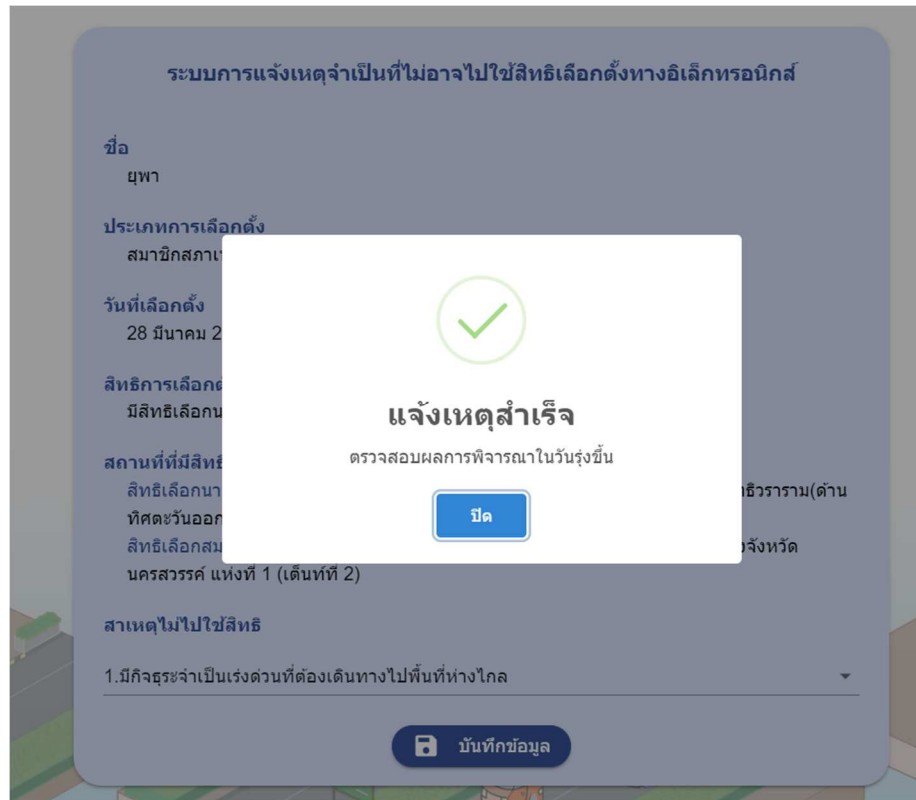 ระบบการแจ้งเหตุจำเป็นที่ไม่อาจไปใช้สิทธิเลือกตั้งทางอิเล็กทรอนิกส์
ชื่อ
ยุพา
ประเภทการเลือกตั้ง
สมาชิกสภา
วันที่เลือกตั้ง
28 มีนาคม 2
สิทธิการเลือกตั้ง
มีสิทธิเลือกน
แจ้งเหตุสำเร็จ
ตรวจสอบผลการพิจารณาในวันรุ่งขึ้น
ปิด
สถานที่ที่มีสิทธิ
สิทธิเลือกนา ธิวราราม(ด้าน
ทิศตะวันออก
สิทธิเลือกสม งจังหวัด
นครสวรรค์ แห่งที่ 1 (เต็นท์ที่ 2)
สาเหตุไม่ไปใช้สิทธิ
1.มีกิจธุระจำเป็นเร่งด่วนที่ต้องเดินทางไปพื้นที่ห่างไกล
บันทึกข้อมูล